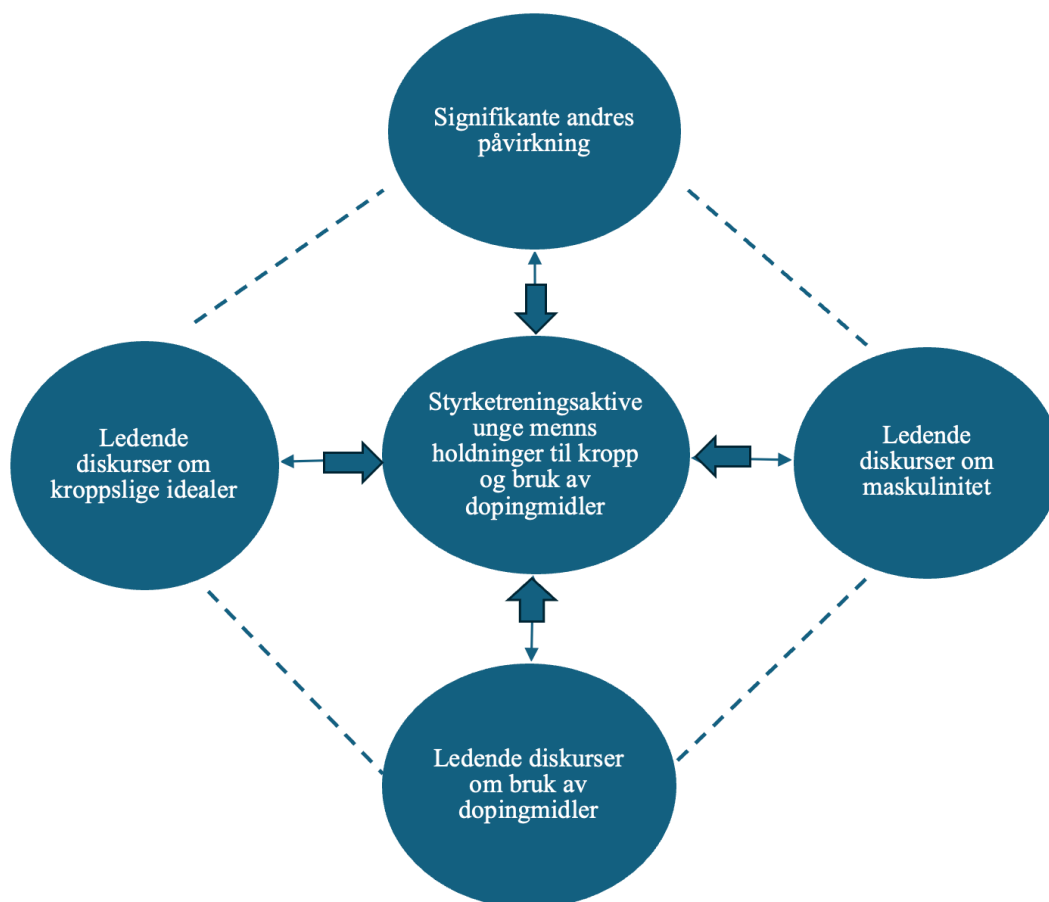 Signifikante andres
påvirkning
Ledende
diskurser om
kroppslige idealer
Styrketreningsaktive
unge menns
holdninger til kropp
og bruk av
dopingmidler
Ledende
diskurser om
maskulinitet
Ledende diskurser
om bruk av
dopingmidler